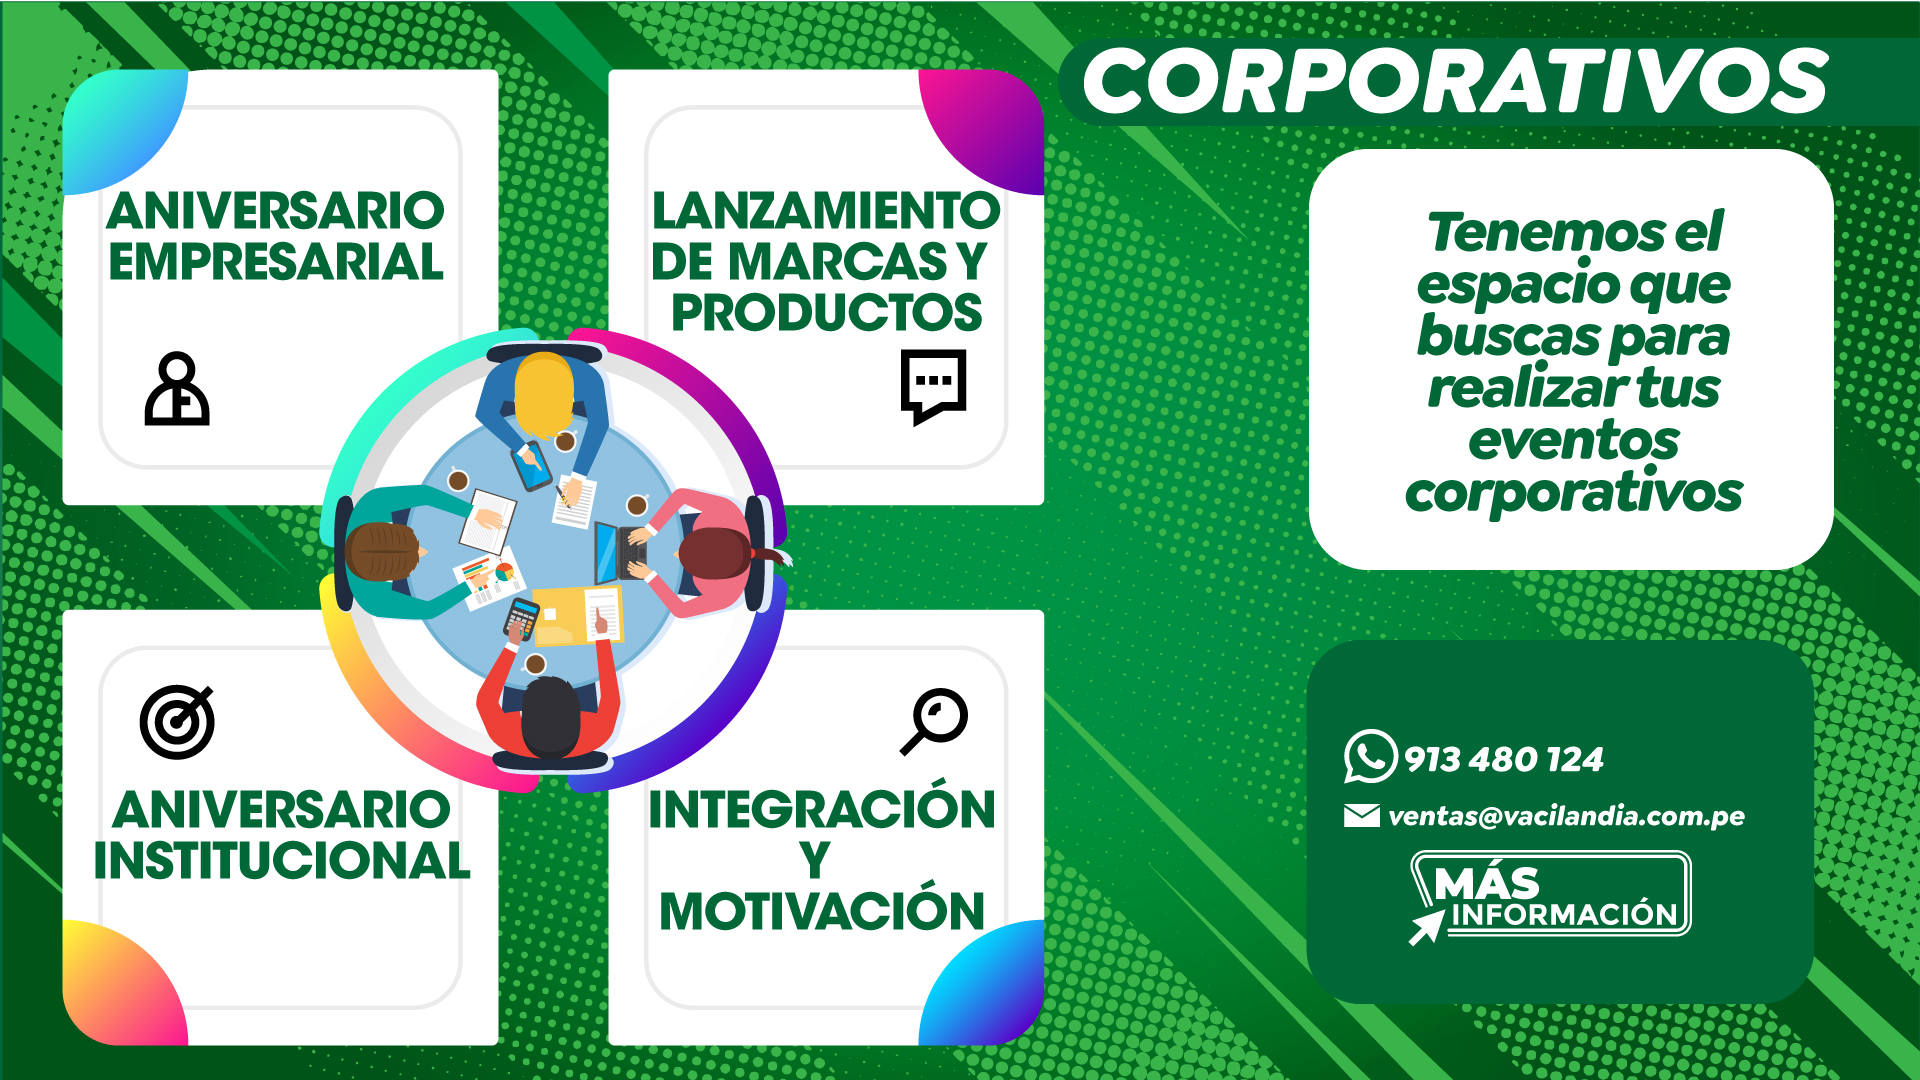 CORPORATIVOS
ANIVERSARIO
EMPRESARIAL
LANZAMIENTO
DE MARCAS Y
PRODUCTOS
ANIVERSARIO
INSTITUCIONAL
INTEGRACIÓN
Y
MOTIVACIÓN
Tenemos el
espacio que
buscas para
realizar tus
eventos
corporativos
913 480 124
ventas@vacilandia.com.pe
MÁS
INFORMACIÓN